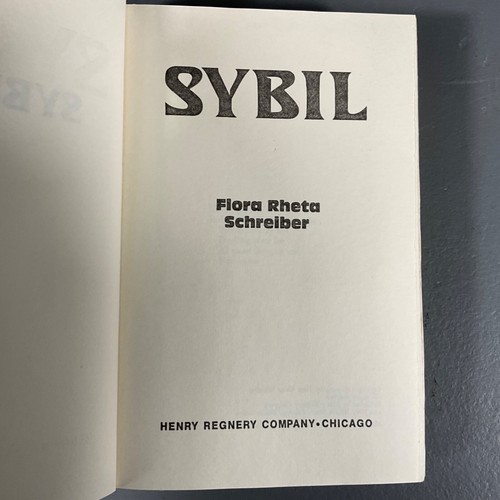 SYBIL
Flora Rheta
Schreiber
HENRY REGNERY COMPANY•CHICAGO